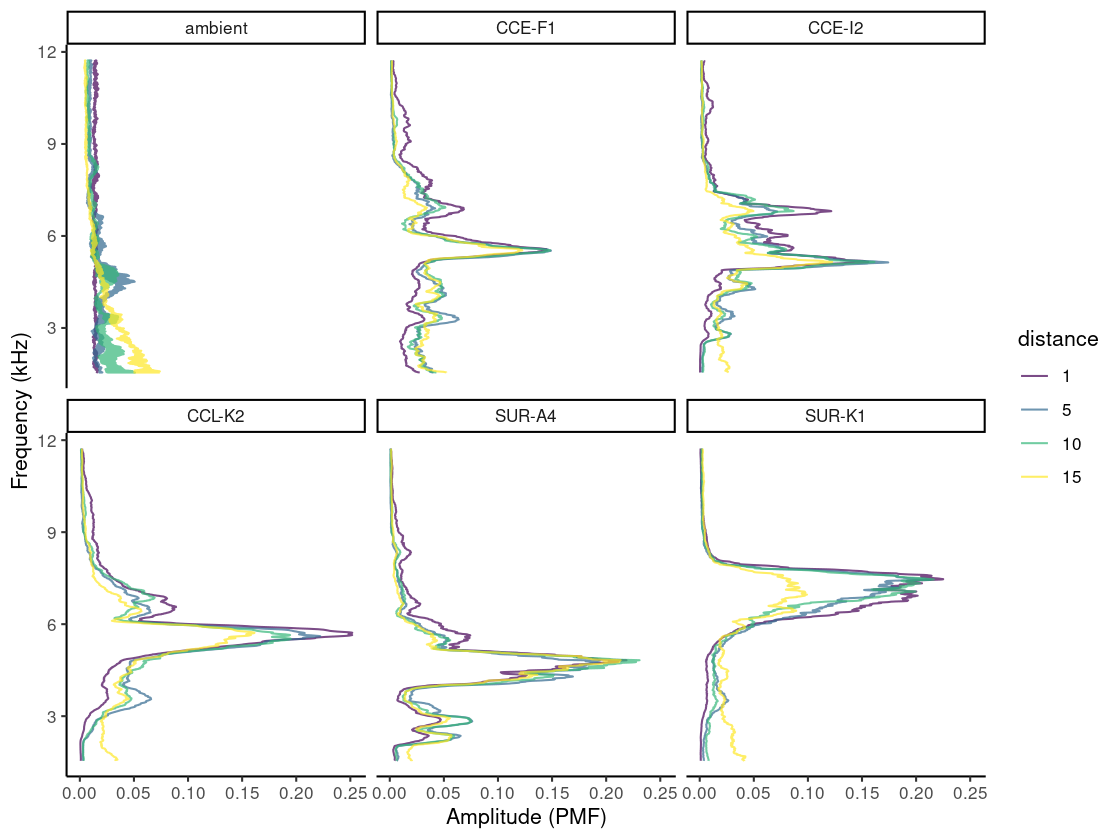 ambient CCE-F1 CCE-I2
12
9
6
3
CCL-K2 SUR-A4 SUR-K1
12
9
6
3
0.00 0.05 0.10 0.15 0.20 0.25 0.00 0.05 0.10 0.15 0.20 0.25 0.00 0.05 0.10 0.15 0.20 0.25
Amplitude (PMF)
Frequency (kHz)
distance
1
5
10
15